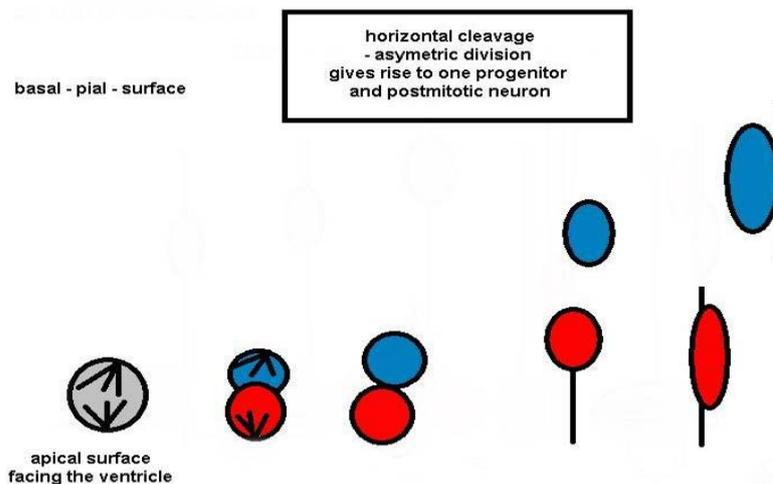 horizontal cleavage
- asymetric division
gives rise to one progenitor
and postmitotic neuron
basal - pial - surface
apical surface
facing the ventricle